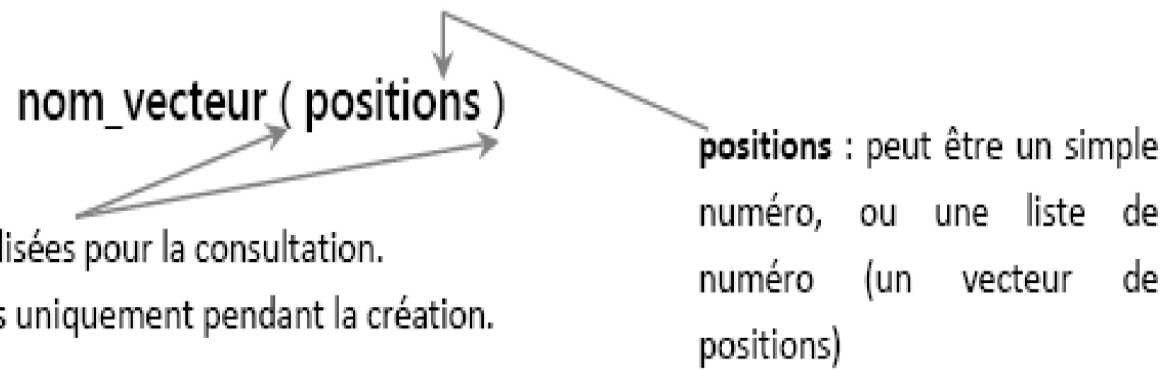 nom_vecteur ( positions )
positions : peut être un simple
numéro, ou une liste de
numéro (un vecteur de
positions)
lisées pour la consultation.
s uniquement pendant la création.